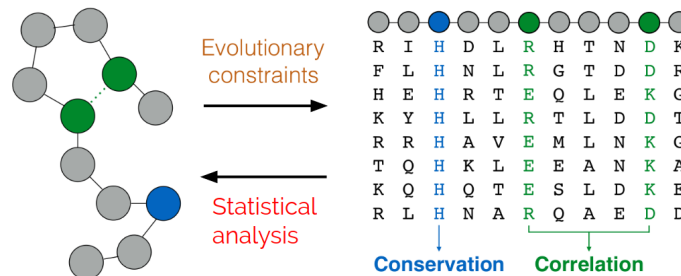 Evolutionary
constraints
Statistical
analysis
R I H D L R H T N D K
F L H N L R G T D D R
H E H R T E Q L E K G
K Y H L L R T L D D T
R R H A V E M L N K G
T Q H K L E E A N K A
K Q H Q T E S L D K E
R L H N A R Q A E D D
Conservation Correlation